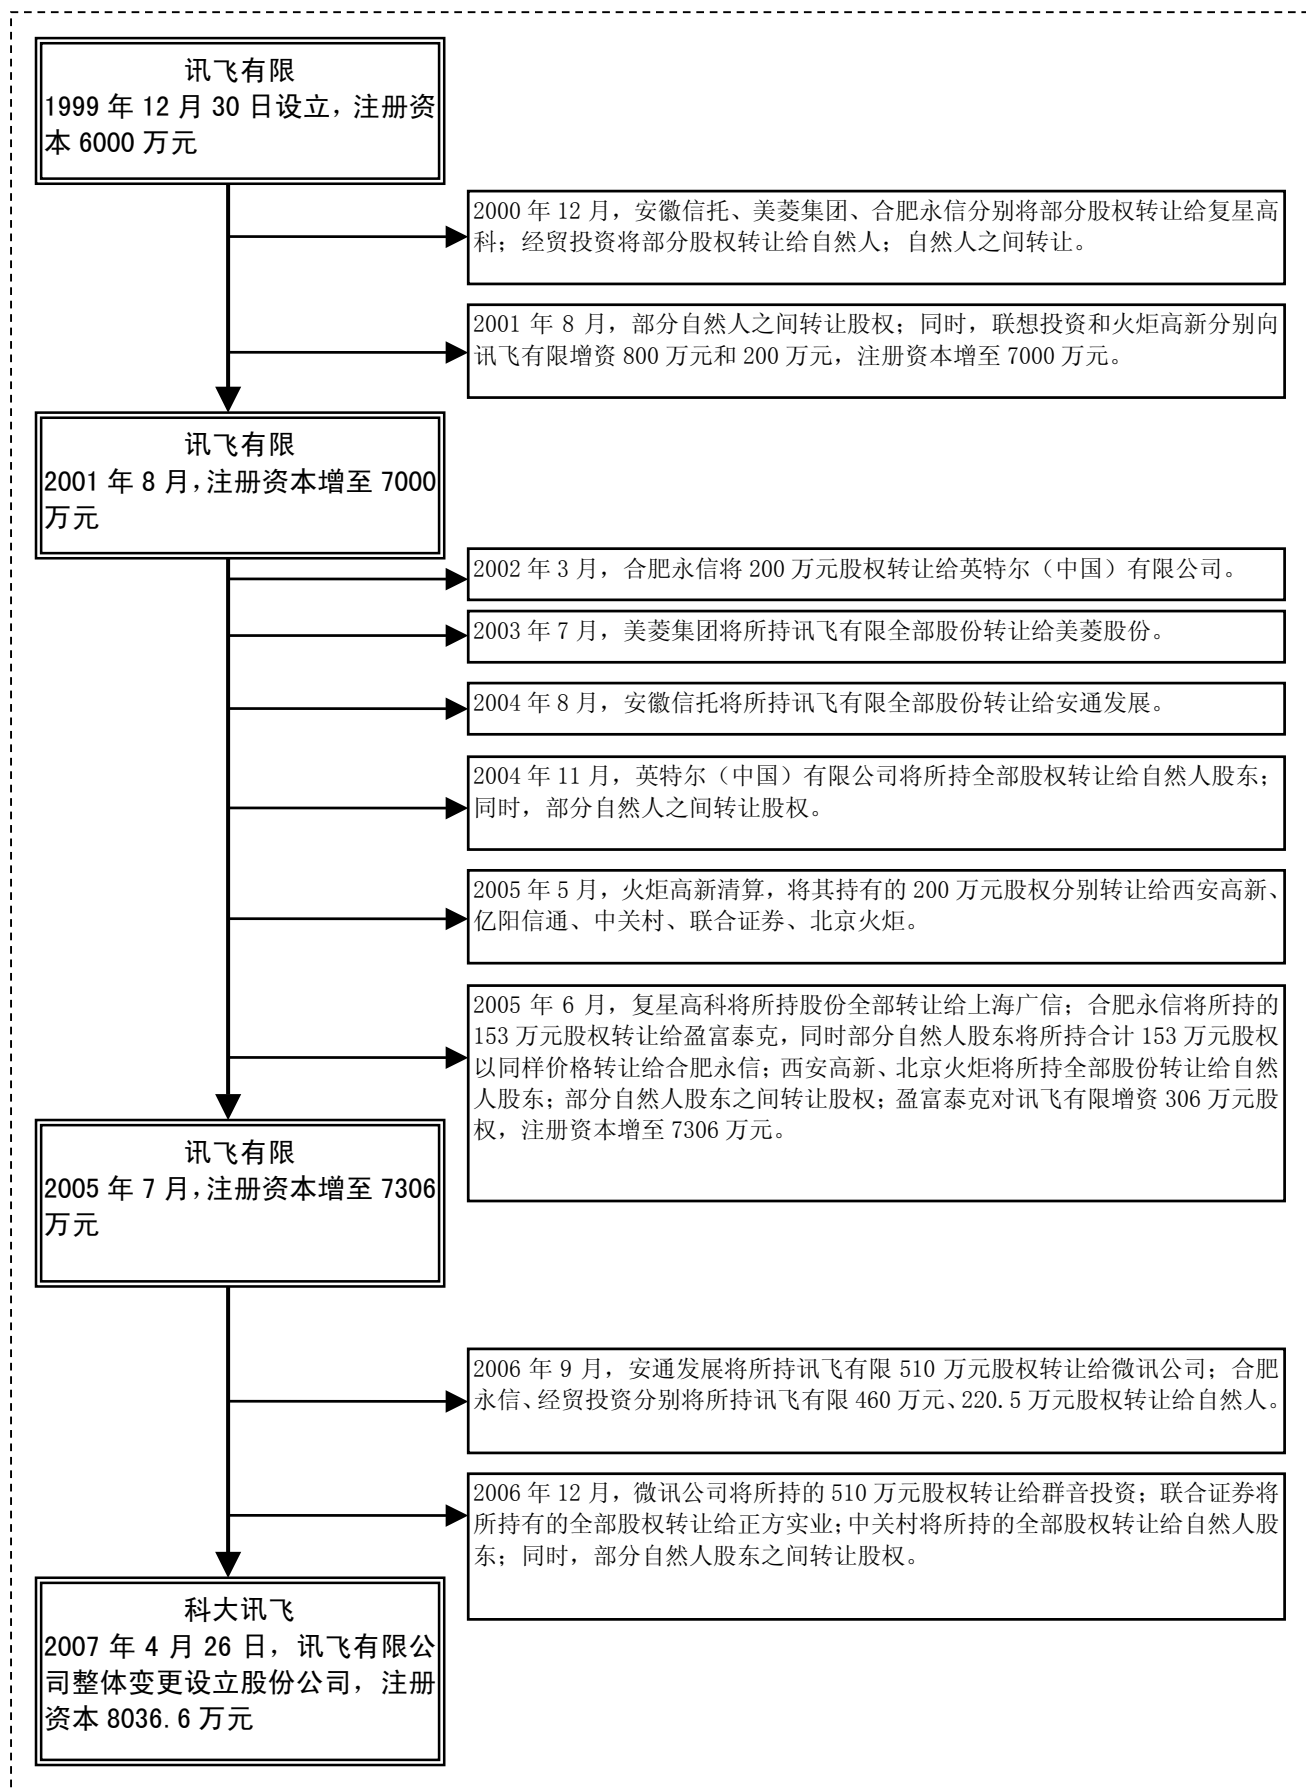 讯飞有限
1999 年 12 月 30 日设立，注册资
本 6000 万元
2000 年 12 月，安徽信托、美菱集团、合肥永信分别将部分股权转让给复星高
科；经贸投资将部分股权转让给自然人；自然人之间转让。
2001 年 8 月，部分自然人之间转让股权；同时，联想投资和火炬高新分别向
讯飞有限增资 800 万元和 200 万元，注册资本增至 7000 万元。
讯飞有限
2001 年 8 月，注册资本增至 7000
万元
2002 年 3 月，合肥永信将 200 万元股权转让给英特尔（中国）有限公司。
2003 年 7 月，美菱集团将所持讯飞有限全部股份转让给美菱股份。
2004 年 8 月，安徽信托将所持讯飞有限全部股份转让给安通发展。
2004 年 11 月，英特尔（中国）有限公司将所持全部股权转让给自然人股东；
同时，部分自然人之间转让股权。
2005 年 5 月，火炬高新清算，将其持有的 200 万元股权分别转让给西安高新、
亿阳信通、中关村、联合证券、北京火炬。
2005 年 6 月，复星高科将所持股份全部转让给上海广信；合肥永信将所持的
153 万元股权转让给盈富泰克，同时部分自然人股东将所持合计 153 万元股权
以同样价格转让给合肥永信；西安高新、北京火炬将所持全部股份转让给自然
人股东；部分自然人股东之间转让股权；盈富泰克对讯飞有限增资 306 万元股
权，注册资本增至 7306 万元。
讯飞有限
2005 年 7 月，注册资本增至 7306
万元
2006 年 9 月，安通发展将所持讯飞有限 510 万元股权转让给微讯公司；合肥
永信、经贸投资分别将所持讯飞有限 460 万元、220.5 万元股权转让给自然人。
2006 年 12 月，微讯公司将所持的 510 万元股权转让给群音投资；联合证券将
所持有的全部股权转让给正方实业；中关村将所持的全部股权转让给自然人股
东；同时，部分自然人股东之间转让股权。
科大讯飞
2007 年 4 月 26 日，讯飞有限公
司整体变更设立股份公司，注册
资本 8036.6 万元